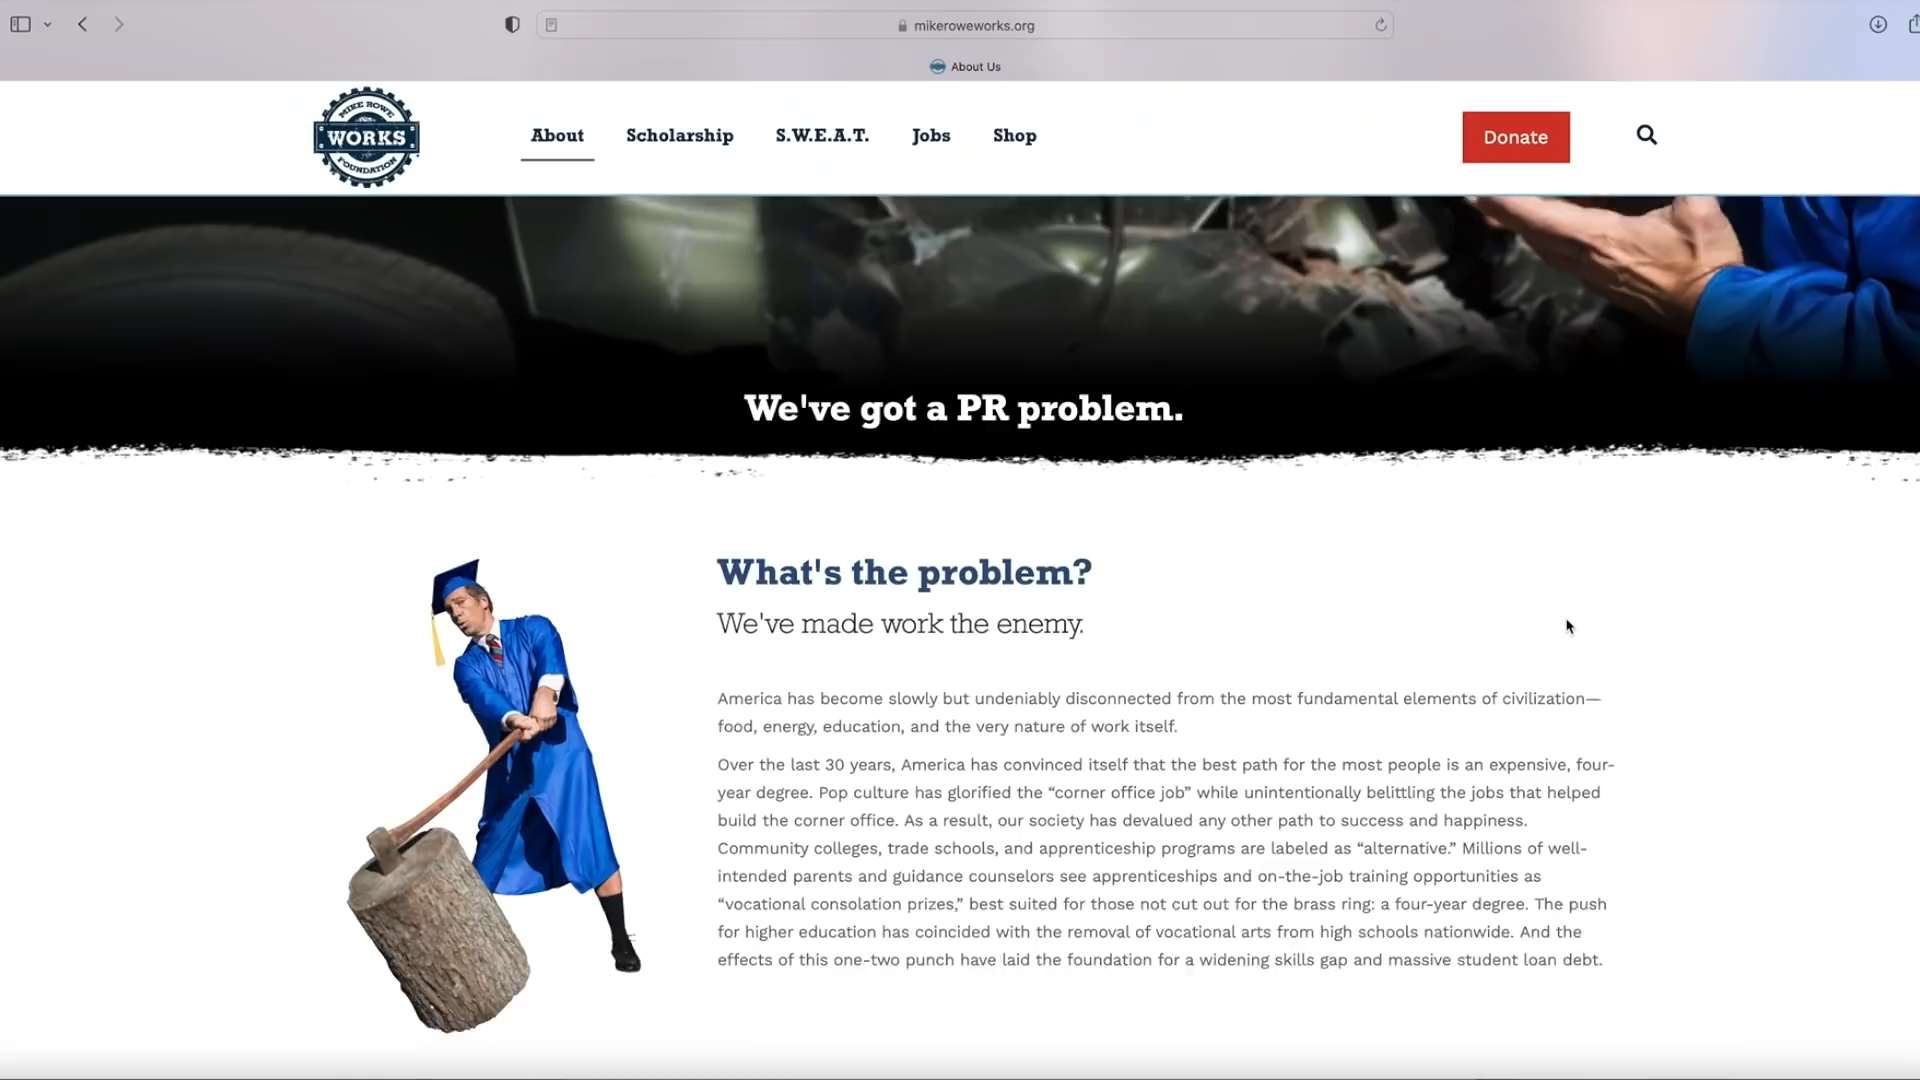 mikeroweworks.org
About Us
MIKE ROWE
WORKS
FOUNDATION
About
Scholarship
S.W.E.A.T.
Jobs
Shop
Donate
We've got a PR problem.
What's the problem?
We've made work the enemy.
America has become slowly but undeniably disconnected from the most fundamental elements of civilization—
food, energy, education, and the very nature of work itself.
Over the last 30 years, America has convinced itself that the best path for the most people is an expensive, four-
year degree. Pop culture has glorified the “corner office job” while unintentionally belittling the jobs that helped
build the corner office. As a result, our society has devalued any other path to success and happiness.
Community colleges, trade schools, and apprenticeship programs are labeled as “alternative.” Millions of well-
intended parents and guidance counselors see apprenticeships and on-the-job training opportunities as
“vocational consolation prizes,” best suited for those not cut out for the brass ring: a four-year degree. The push
for higher education has coincided with the removal of vocational arts from high schools nationwide. And the
effects of this one-two punch have laid the foundation for a widening skills gap and massive student loan debt.